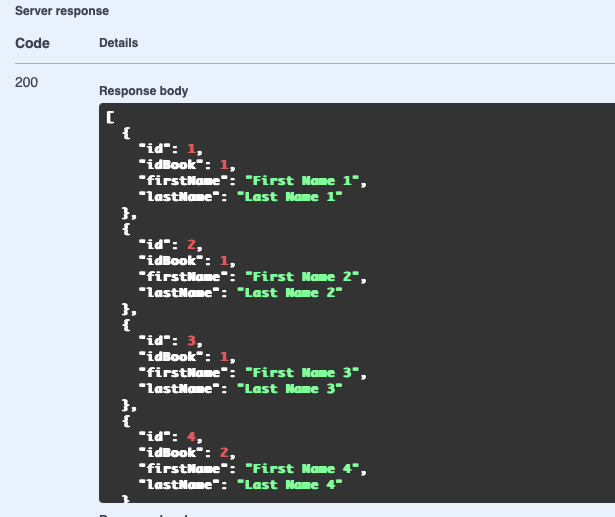 Server response
Code Details
200
Response body
[
{
"id": 1,
"idBook": 1,
"firstName": "First Name 1",
"lastName": "Last Name 1"
},
{
"id": 2,
"idBook": 1,
"firstName": "First Name 2",
"lastName": "Last Name 2"
},
{
"id": 3,
"idBook": 1,
"firstName": "First Name 3",
"lastName": "Last Name 3"
},
{
"id": 4,
"idBook": 2,
"firstName": "First Name 4",
"lastName": "Last Name 4"
}